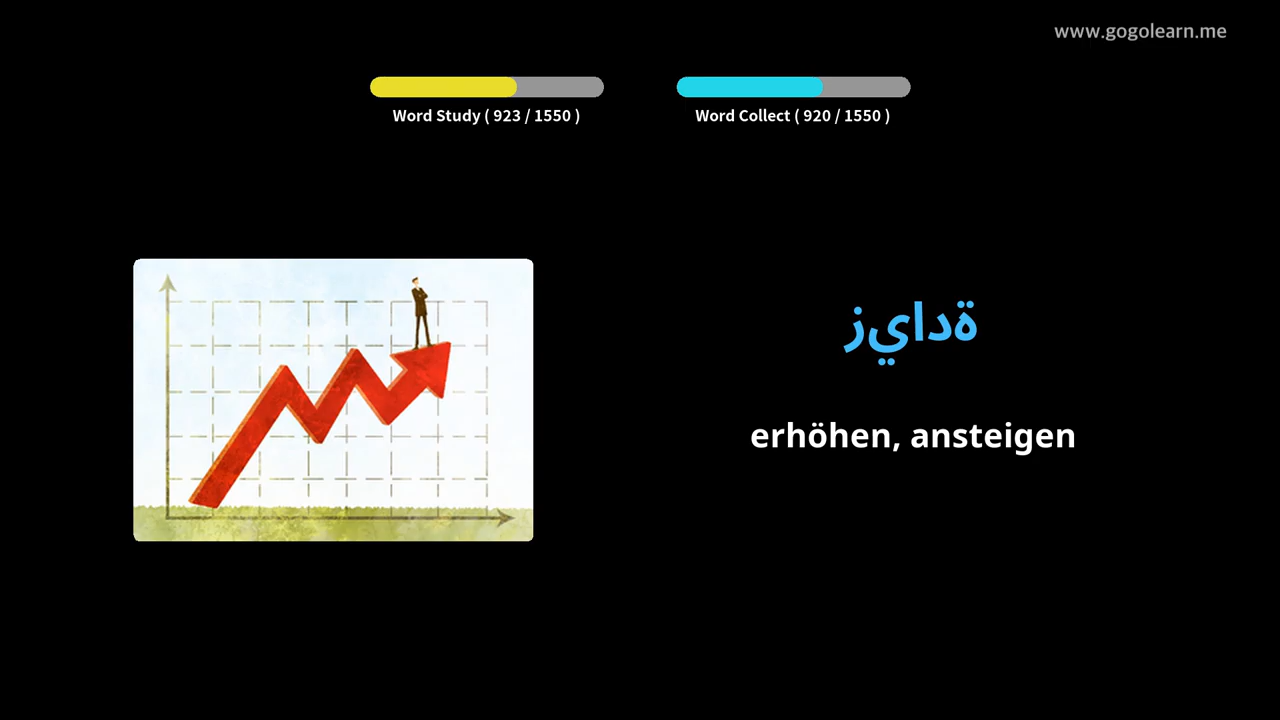 www.gogolearn.me
Word Study ( 923 / 1550 )
Word Collect ( 920 / 1550 )
زيادة
erhöhen, ansteigen